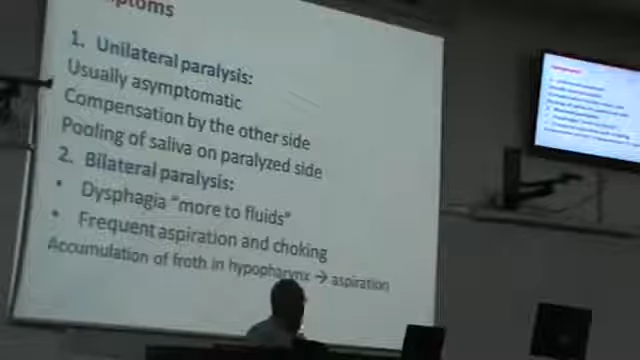 ptoms
1. Unilateral paralysis:
Usually asymptomatic
Compensation by the other side
Pooling of saliva on paralyzed side
2. Bilateral paralysis:
• Dysphagia "more to fluids"
• Frequent aspiration and choking
Accumulation of froth in hypopharynx → aspiration